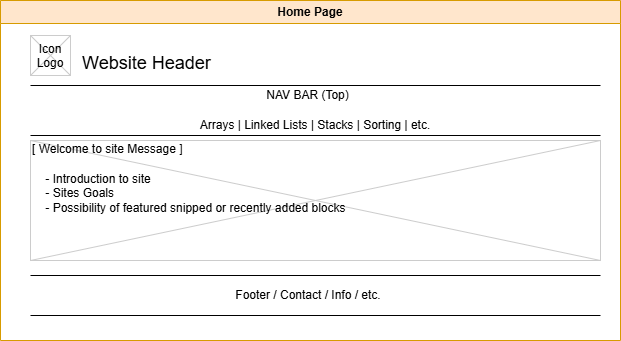 Home Page
Icon
Logo
Website Header
NAV BAR (Top)
Arrays | Linked Lists | Stacks | Sorting | etc.
[ Welcome to site Message ]
- Introduction to site
- Sites Goals
- Possibility of featured snipped or recently added blocks
Footer / Contact / Info / etc.